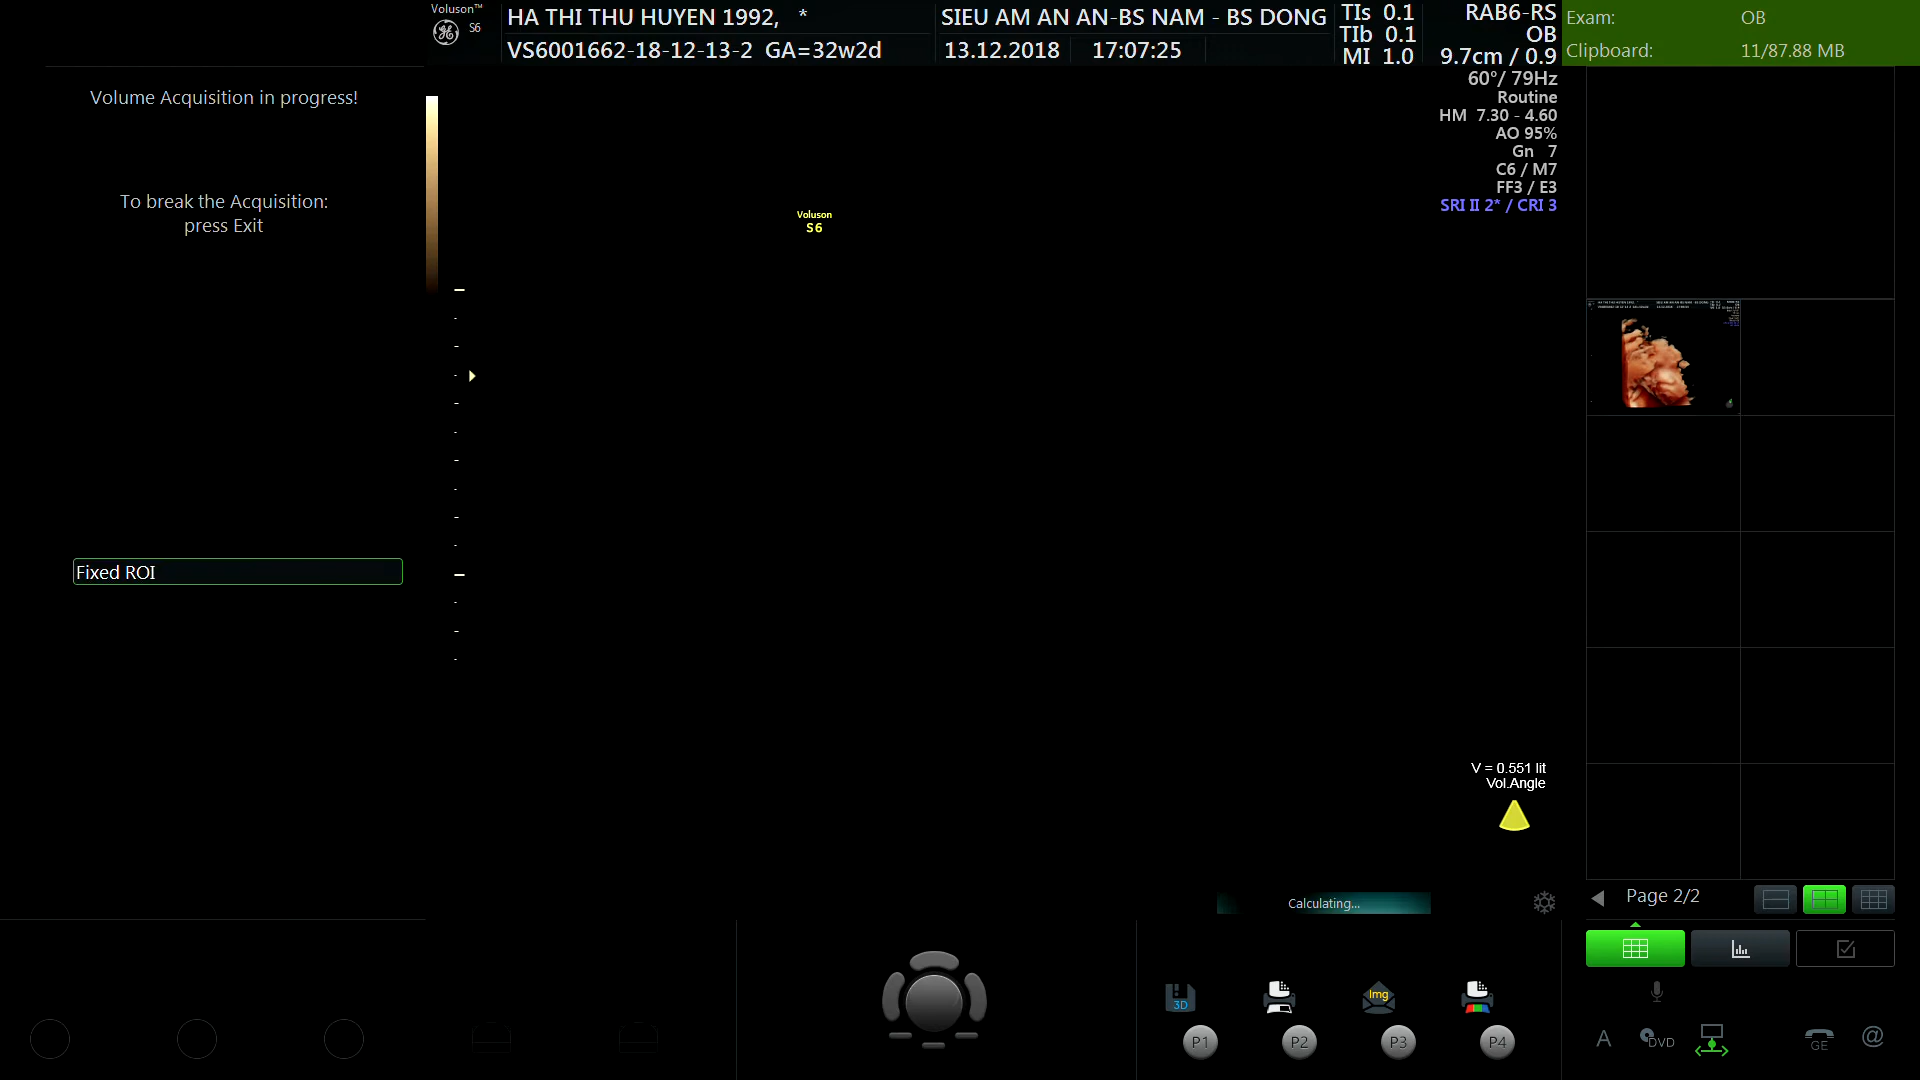 Voluson™
S6
HA THI THU HUYEN 1992,   *
VS6001662-18-12-13-2  GA=32w2d
SIEU AM AN AN-BS NAM - BS DONG
13.12.2018  17:07:25
TIs  0.1
TIb  0.1
MI  1.0
RAB6-RS
OB
9.7cm / 0.9
60°/ 79Hz
Routine
HM  7.30 - 4.60
AO 95%
Gn   7
C6 / M7
FF3 / E3
SRI II 2* / CRI 3
Exam:  OB
Clipboard:  11/87.88 MB
Volume Acquisition in progress!
To break the Acquisition:
press Exit
Voluson
S6
Fixed ROI
V = 0.551 lit
Vol.Angle
Calculating...
Page 2/2
3D
Img
P1
P2
P3
P4
A
DVD
GE
@